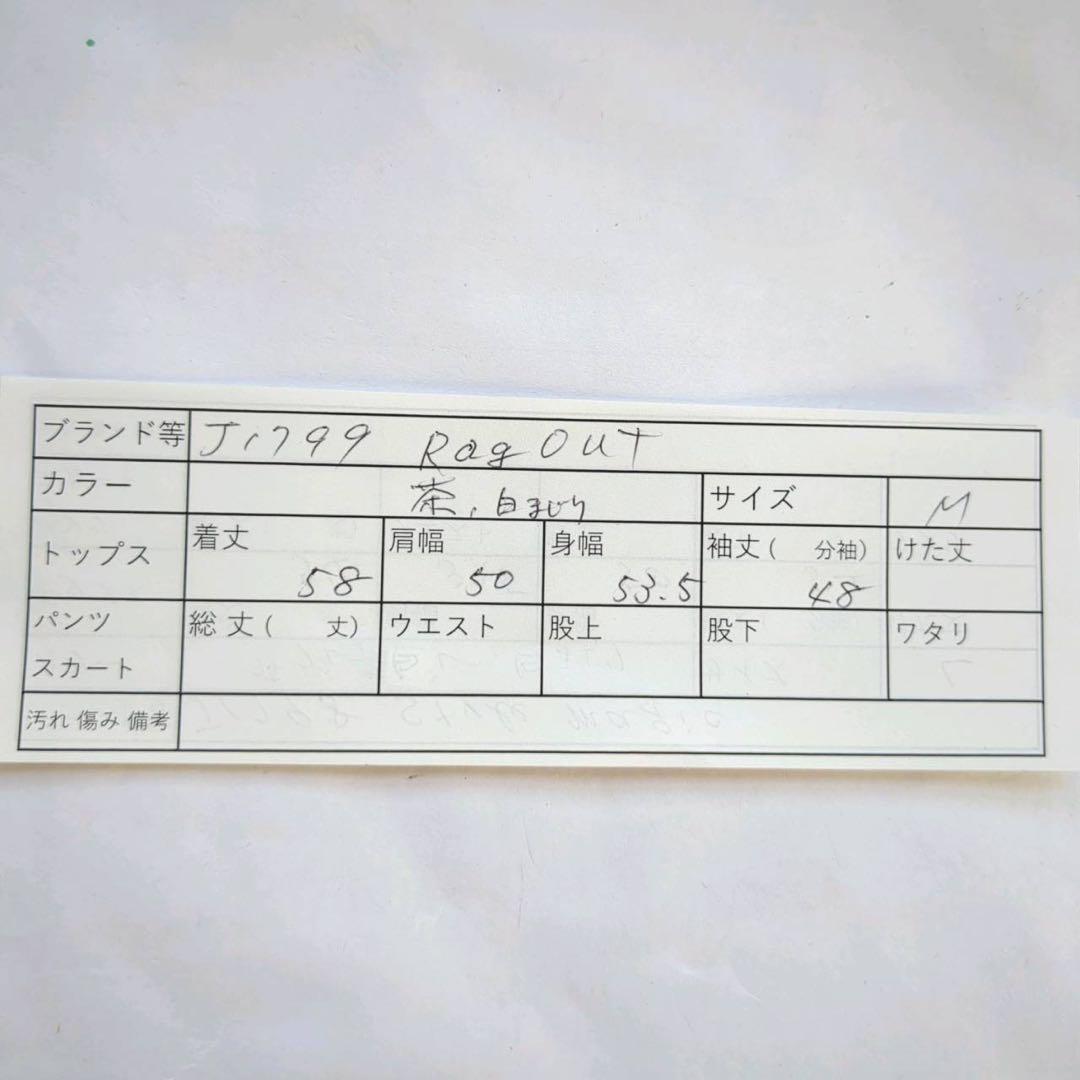 ブランド等 J1799 RagOUT
カラー 茶、白まじり サイズ M
トップス 着丈 58 肩幅 50 身幅 53.5 袖丈( 分袖) 48 けた丈
パンツ 総丈( 丈) ウエスト 股上 股下 ワタリ
スカート
汚れ 傷み 備考